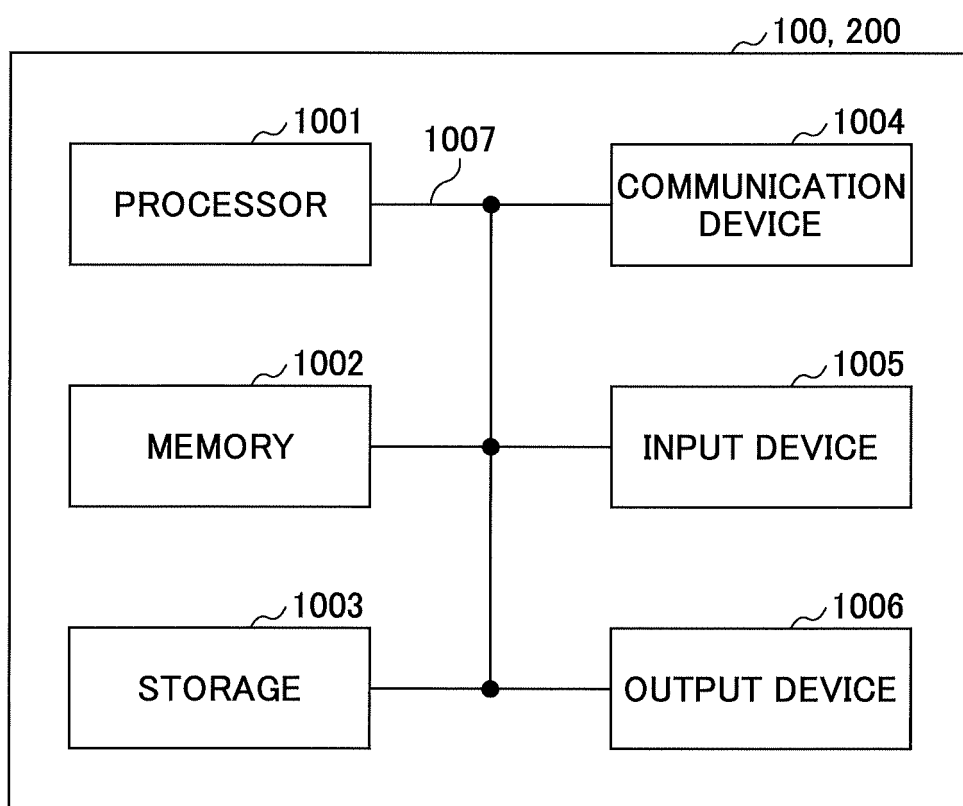 100, 200
1001
PROCESSOR
1007
1004
COMMUNICATION
DEVICE
1002
MEMORY
1005
INPUT DEVICE
1003
STORAGE
1006
OUTPUT DEVICE